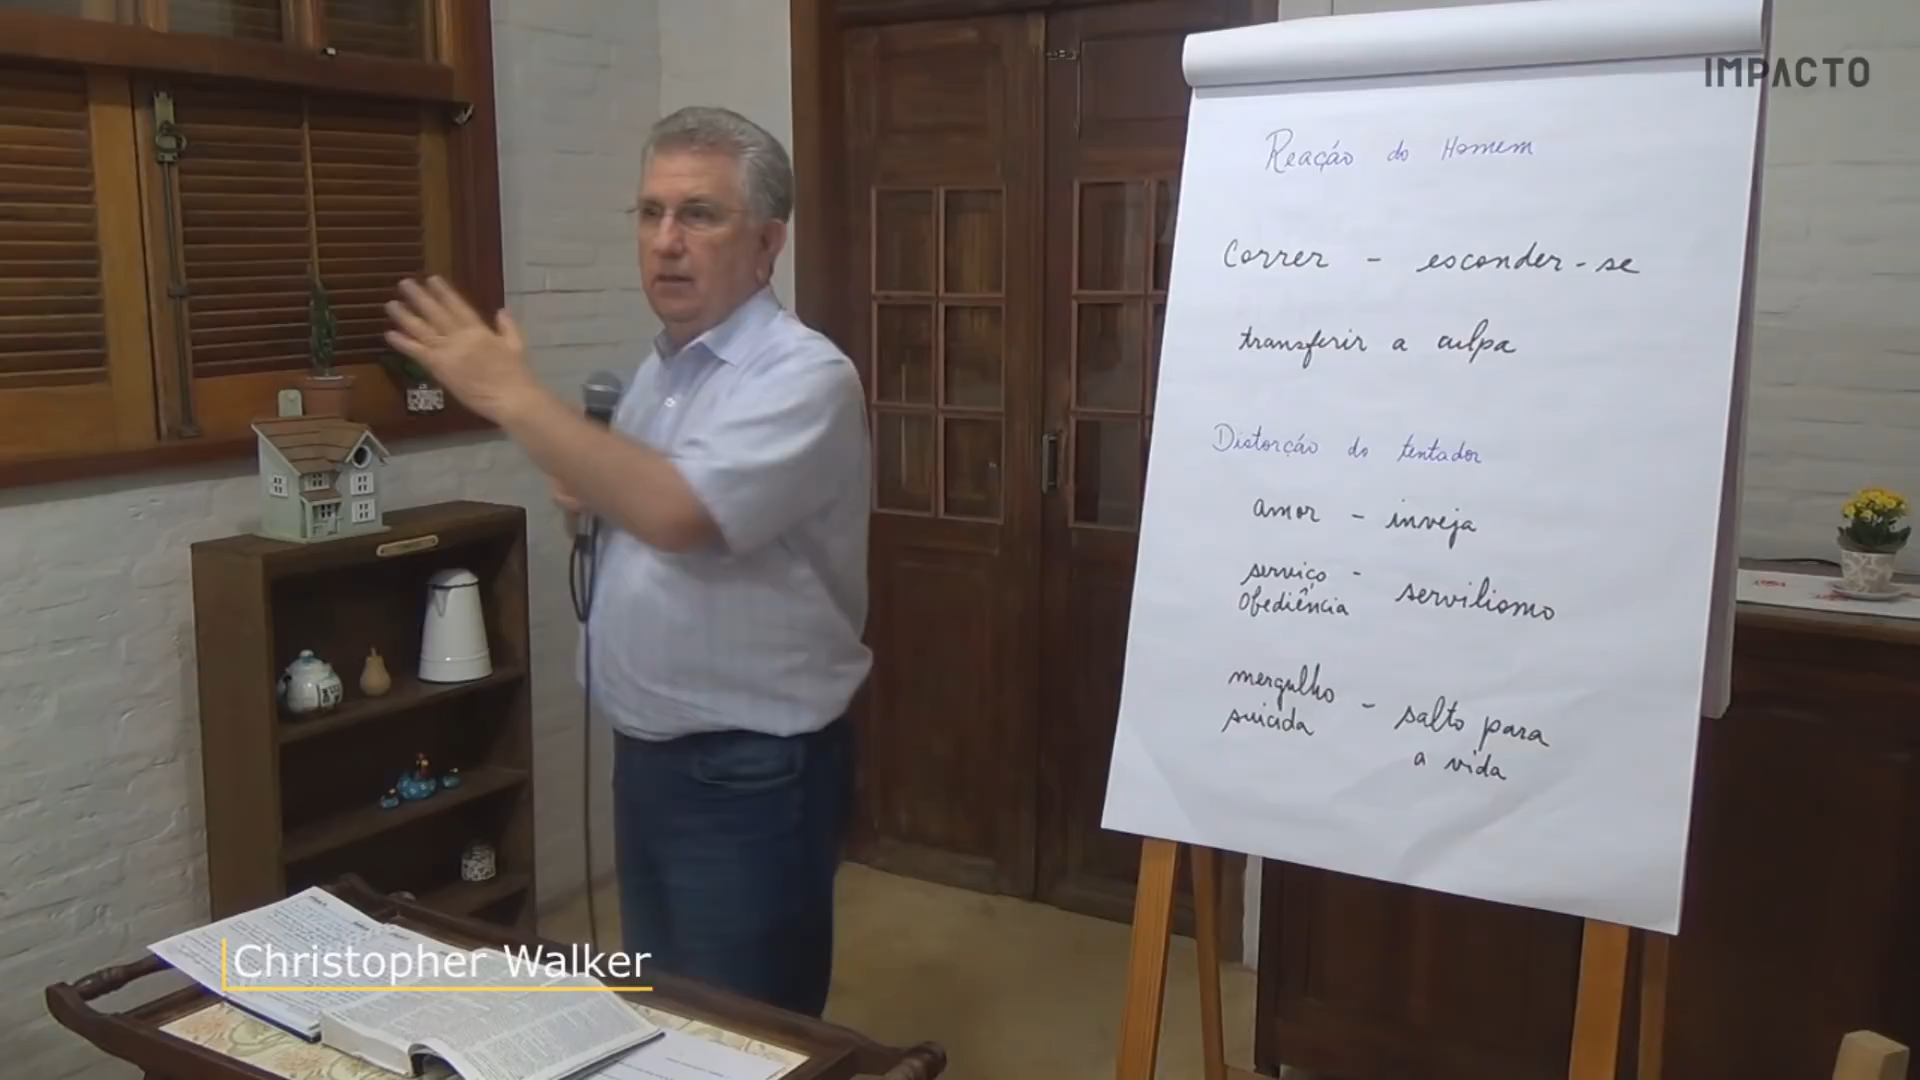 IMPACTO
Reação do Homem
Correr - esconder-se
transferir a culpa
Distorção do tentador
amor - inveja
serviço - servilismo
Obediência
mergulho - salto para
suicida a vida
Christopher Walker